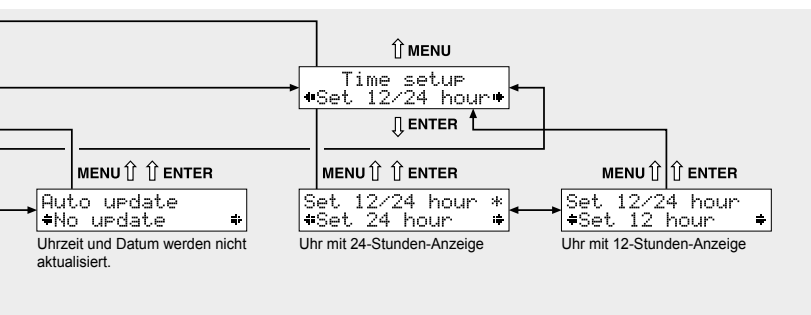 MENU
Time setup
Set 12/24 hour
ENTER
MENU ENTER
Auto update
No update
Uhrzeit und Datum werden nicht
aktualisiert.
MENU ENTER
Set 12/24 hour *
Set 24 hour
Uhr mit 24-Stunden-Anzeige
MENU ENTER
Set 12/24 hour
Set 12 hour
Uhr mit 12-Stunden-Anzeige